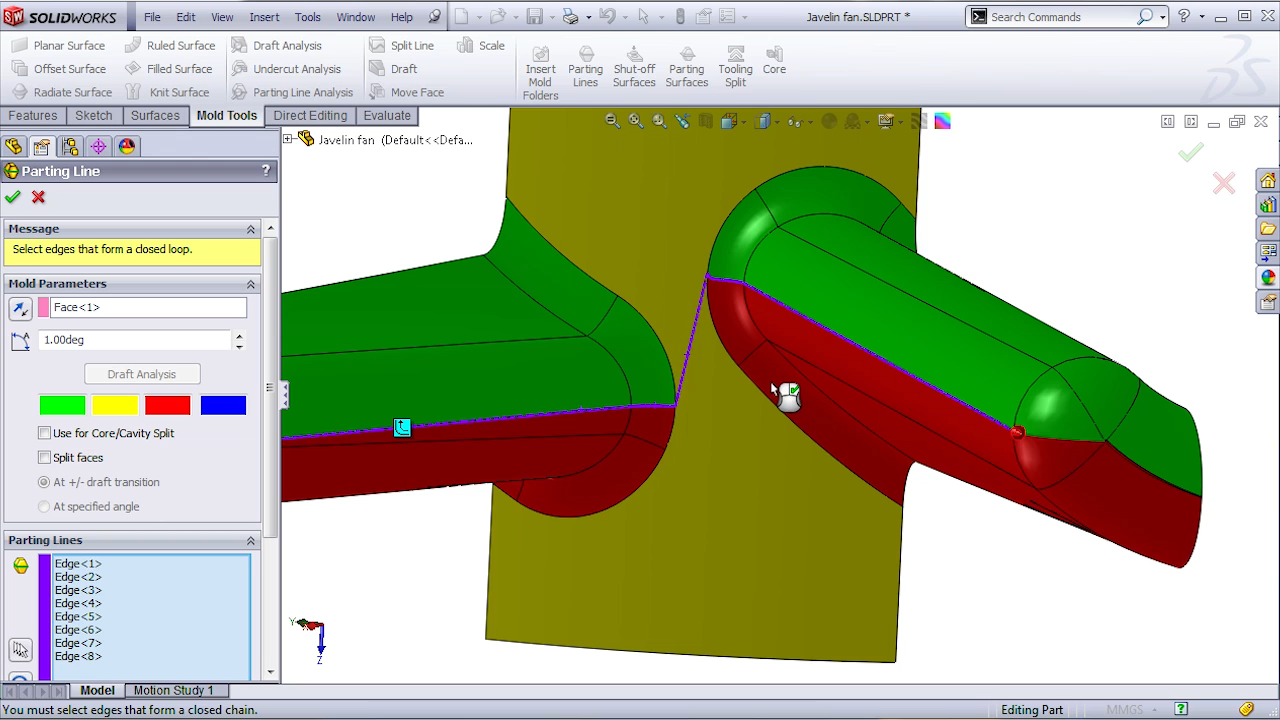 SOLIDWORKS File Edit View Insert Tools Window Help Javelin fan.SLDPRT * Search Commands ?
Planar Surface Ruled Surface Draft Analysis Split Line Scale
Offset Surface Filled Surface Undercut Analysis Draft
Radiate Surface Knit Surface Parting Line Analysis Move Face
Insert Mold Folders Parting Lines Shut-off Surfaces Parting Surfaces Tooling Split Core
Features Sketch Surfaces Mold Tools Direct Editing Evaluate
Javelin fan (Default<<Defa...
Parting Line ?
Message
Select edges that form a closed loop.
Mold Parameters
Face<1>
1.00deg
Draft Analysis
Use for Core/Cavity Split
Split faces
At +/- draft transition
At specified angle
Parting Lines
Edge<1>
Edge<2>
Edge<3>
Edge<4>
Edge<5>
Edge<6>
Edge<7>
Edge<8>
Y
Z
Model Motion Study 1
You must select edges that form a closed chain. Editing Part MMGS ?